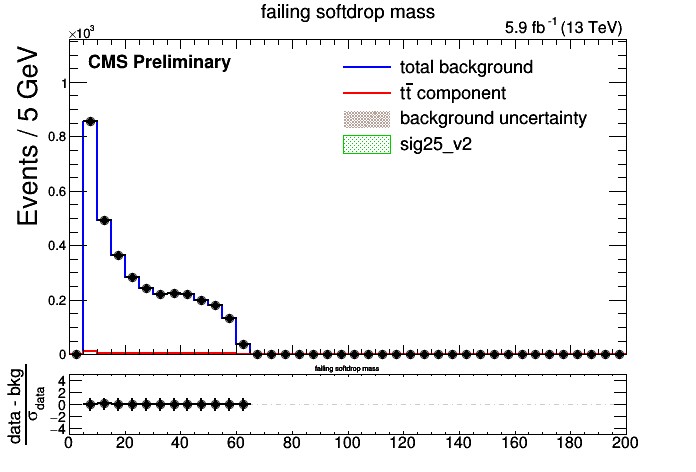 failing softdrop mass
×10³
5.9 fb⁻¹ (13 TeV)
CMS Preliminary
total background
tt̅ component
background uncertainty
sig25_v2
Events / 5 GeV
1
0.8
0.6
0.4
0.2
0
failing softdrop mass
data - bkg
σ_data
4
2
0
−2
−4
0 20 40 60 80 100 120 140 160 180 200